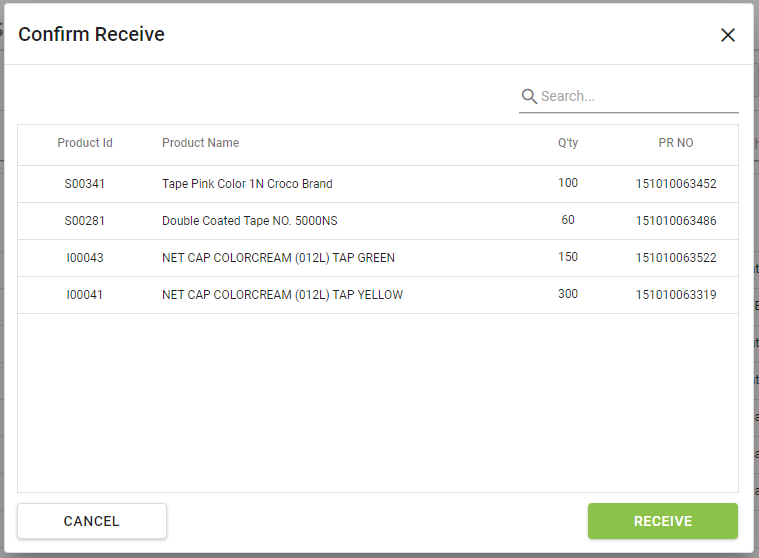 Confirm Receive
Search...
Product Id Product Name Q'ty PR NO
S00341 Tape Pink Color 1N Croco Brand 100 151010063452
S00281 Double Coated Tape NO. 5000NS 60 151010063486
I00043 NET CAP COLORCREAM (012L) TAP GREEN 150 151010063522
I00041 NET CAP COLORCREAM (012L) TAP YELLOW 300 151010063319
CANCEL RECEIVE